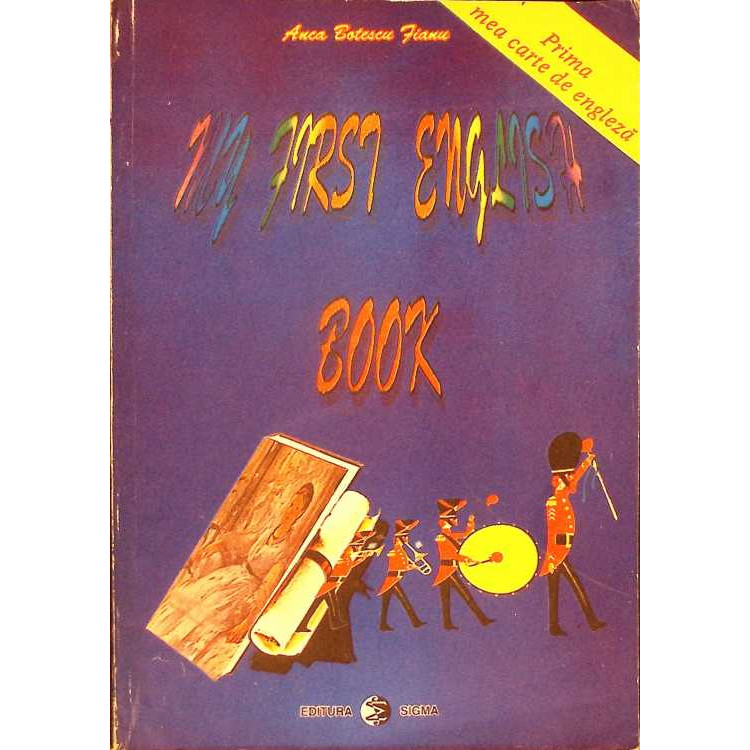 Anca Botescu Fianu
Prima
mea carte de engleză
MY FIRST ENGLISH
BOOK
EDITURA SIGMA